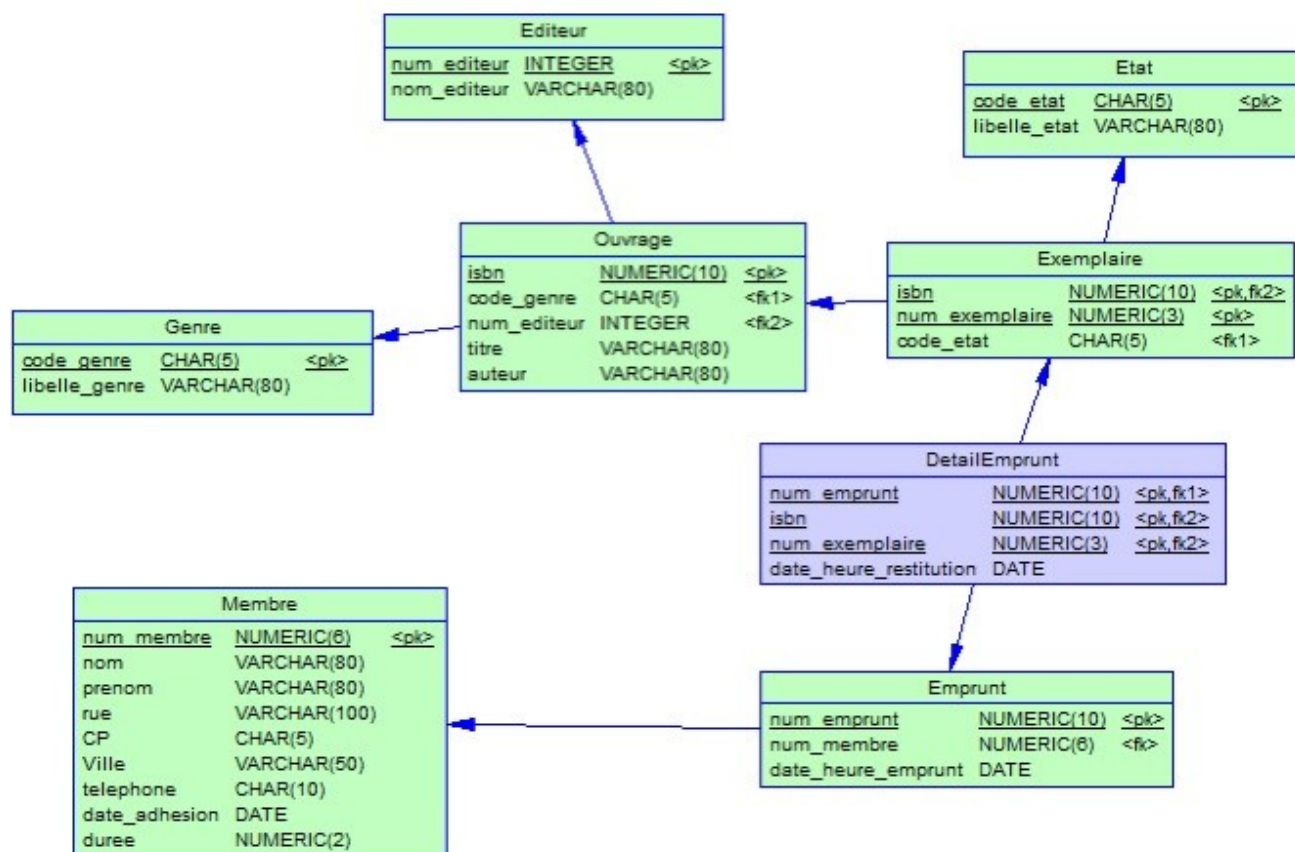 Editeur
num_editeur INTEGER <pk>
nom_editeur VARCHAR(80)
Etat
code_etat CHAR(5) <pk>
libelle_etat VARCHAR(80)
Ouvrage
isbn NUMERIC(10) <pk>
code_genre CHAR(5) <fk1>
num_editeur INTEGER <fk2>
titre VARCHAR(80)
auteur VARCHAR(80)
Exemplaire
isbn NUMERIC(10) <pk,fk2>
num_exemplaire NUMERIC(3) <pk>
code_etat CHAR(5) <fk1>
Genre
code_genre CHAR(5) <pk>
libelle_genre VARCHAR(80)
DetailEmprunt
num_emprunt NUMERIC(10) <pk,fk1>
isbn NUMERIC(10) <pk,fk2>
num_exemplaire NUMERIC(3) <pk,fk2>
date_heure_restitution DATE
Membre
num_membre NUMERIC(6) <pk>
nom VARCHAR(80)
prenom VARCHAR(80)
rue VARCHAR(100)
CP CHAR(5)
Ville VARCHAR(50)
telephone CHAR(10)
date_adhesion DATE
duree NUMERIC(2)
Emprunt
num_emprunt NUMERIC(10) <pk>
num_membre NUMERIC(6) <fk>
date_heure_emprunt DATE